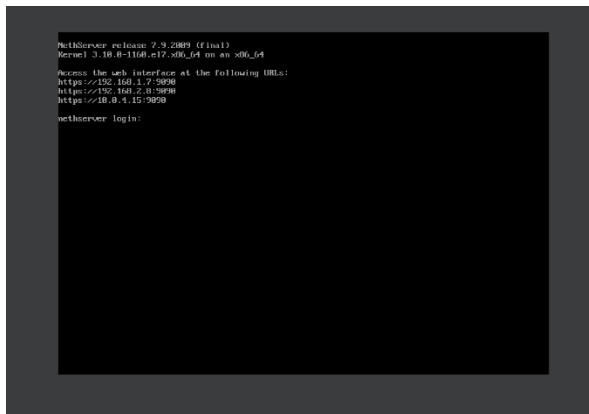 NethServer release 7.9.2009 (final)
Kernel 3.10.0-1160.el7.x86_64 on an x86_64
Access the web interface at the following URLs:
https://192.168.1.7:9090
https://192.168.2.8:9090
https://10.0.4.15:9090
nethserver login: